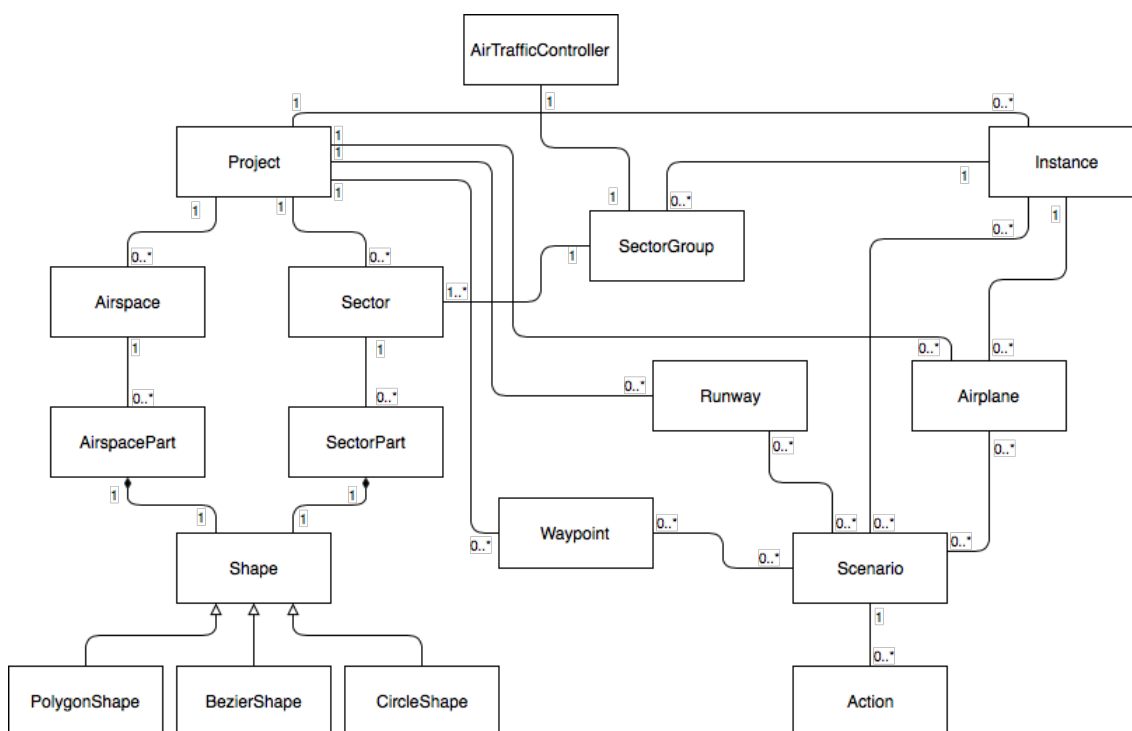 AirTrafficController
1
1
0..*
Project
1
1
1
Instance
1
0..*
1
1
1
0..*
1
SectorGroup
1
0..*
0..*
Airspace
Sector
1..*
1
1
0..*
0..*
0..*
0..*
Runway
Airplane
0..*
0..*
AirspacePart
SectorPart
0..*
0..*
1
1
1
1
Waypoint
0..*
0..*
0..*
0..*
0..*
0..*
Shape
Scenario
1
0..*
PolygonShape
BezierShape
CircleShape
Action